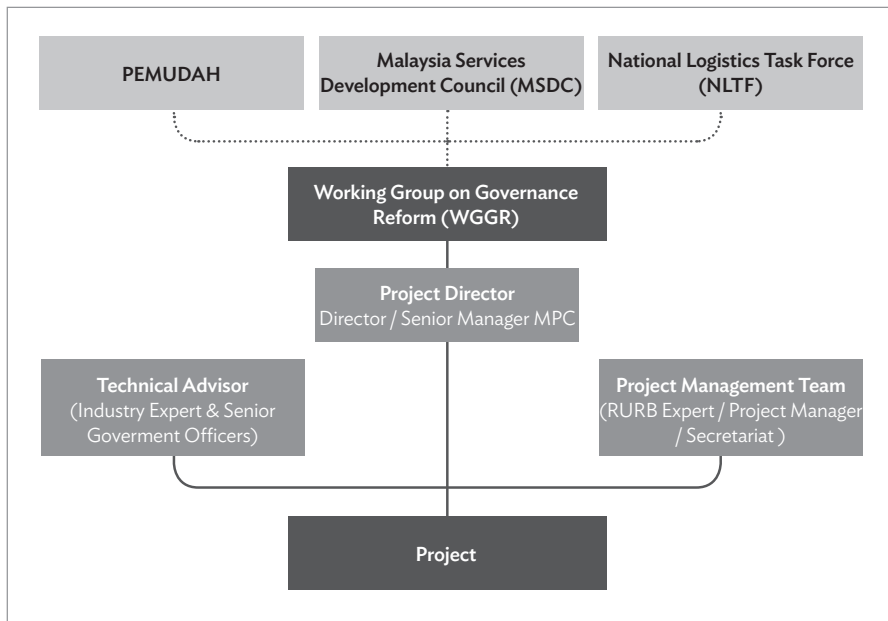 PEMUDAH
Malaysia Services
Development Council (MSDC)
National Logistics Task Force
(NLTF)
Working Group on Governance
Reform (WGGR)
Project Director
Director / Senior Manager MPC
Technical Advisor
(Industry Expert & Senior
Goverment Officers)
Project Management Team
(RURB Expert / Project Manager
/ Secretariat )
Project